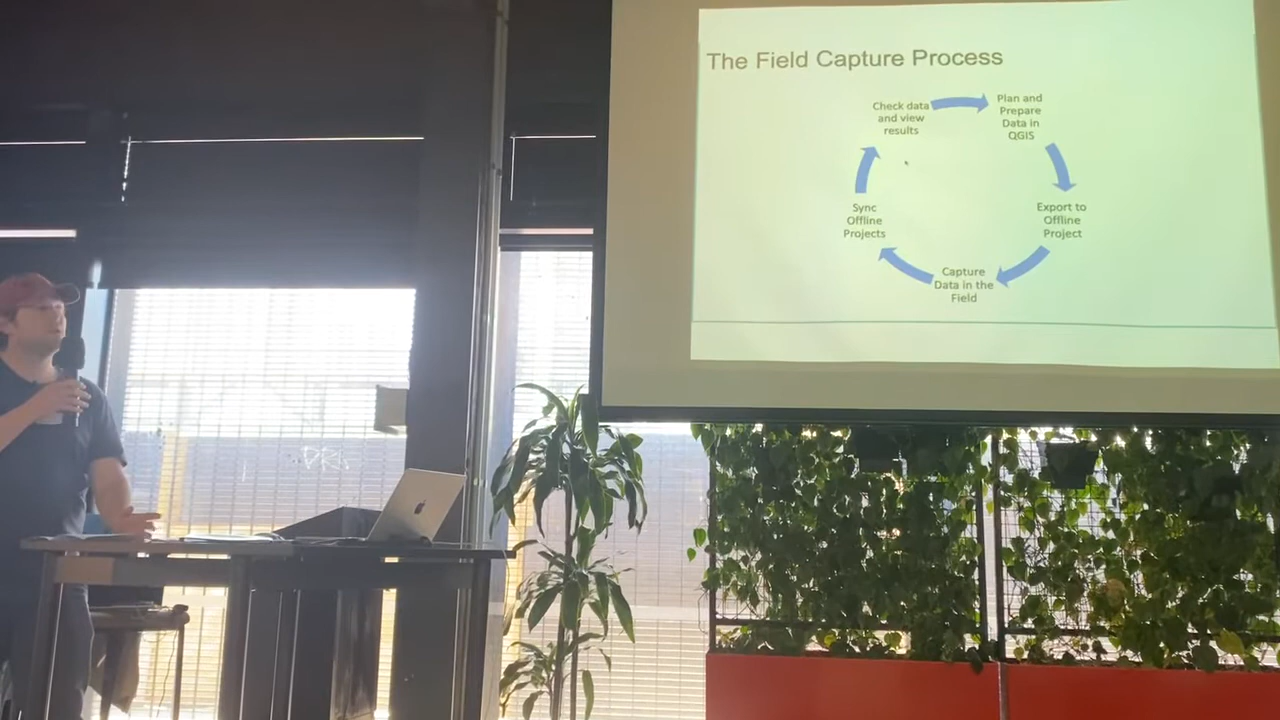 The Field Capture Process
Check data
and view
results
Plan and
Prepare
Data in
QGIS
Export to
Offline
Project
Capture
Data in the
Field
Sync
Offline
Projects